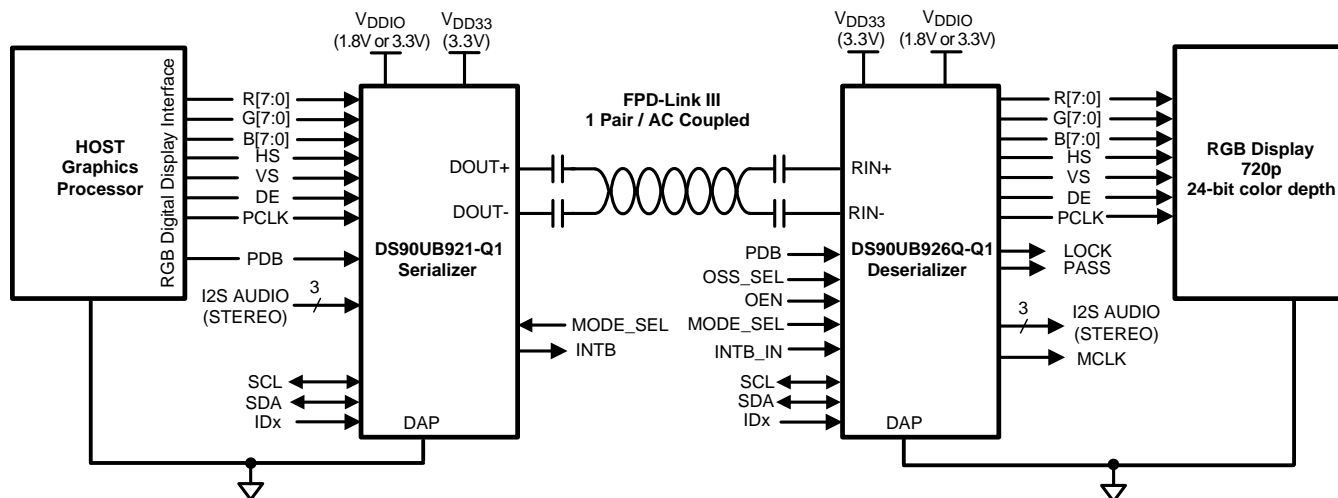 VDDIO
(1.8V or 3.3V)
VDD33
(3.3V)
VDD33
(3.3V)
VDDIO
(1.8V or 3.3V)
HOST
Graphics
Processor
RGB Digital Display Interface
R[7:0]
G[7:0]
B[7:0]
HS
VS
DE
PCLK
PDB
I2S AUDIO
(STEREO)
3
SCL
SDA
IDx
DOUT+
DOUT-
DS90UB921-Q1
Serializer
DAP
MODE_SEL
INTB
FPD-Link III
1 Pair / AC Coupled
PDB
OSS_SEL
OEN
MODE_SEL
INTB_IN
SCL
SDA
IDx
RIN+
RIN-
DS90UB926Q-Q1
Deserializer
DAP
R[7:0]
G[7:0]
B[7:0]
HS
VS
DE
PCLK
LOCK
PASS
3
I2S AUDIO
(STEREO)
MCLK
RGB Display
720p
24-bit color depth